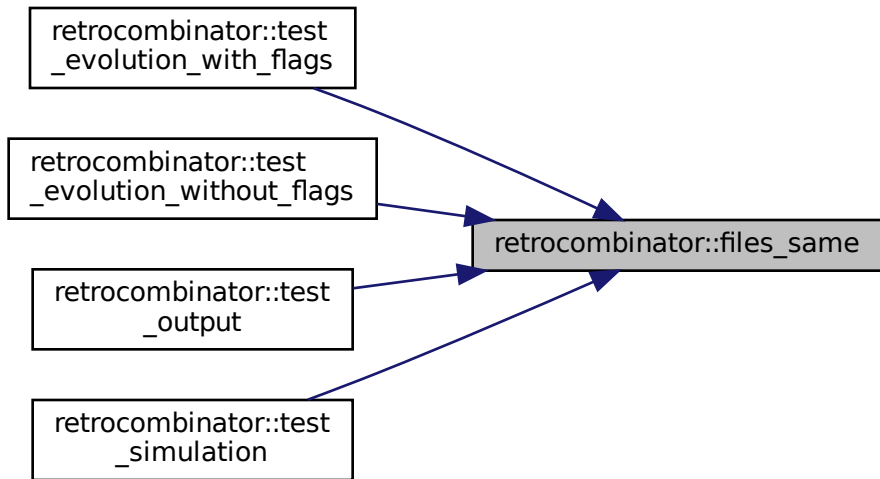 retrocombinator::test
_evolution_with_flags
retrocombinator::test
_evolution_without_flags
retrocombinator::files_same
retrocombinator::test
_output
retrocombinator::test
_simulation